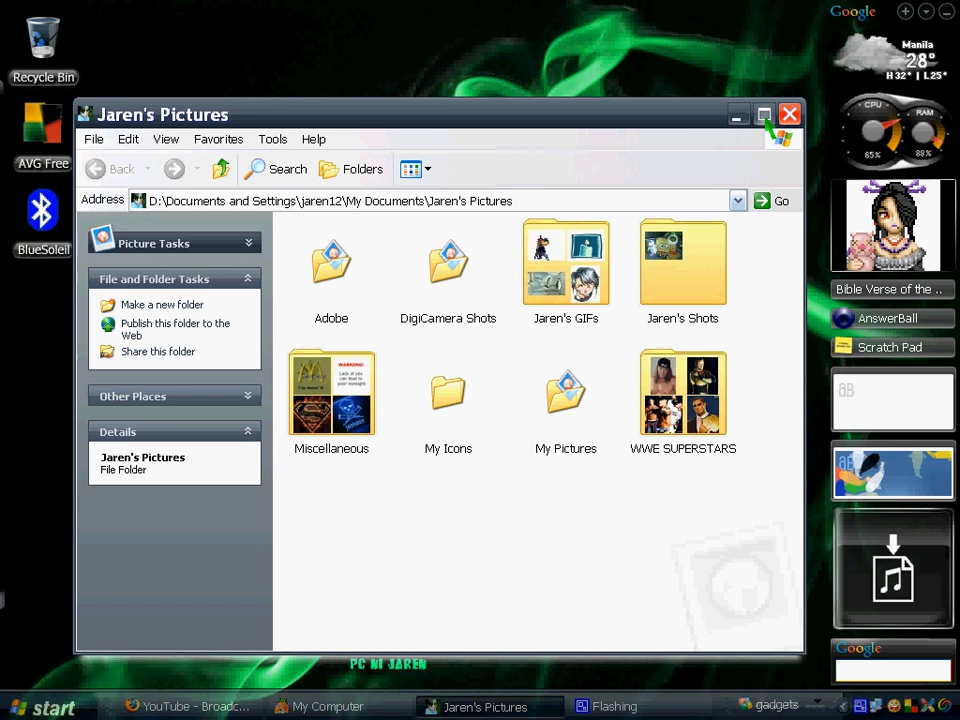 Recycle Bin
AVG Free
BlueSoleil
Jaren's Pictures
File Edit View Favorites Tools Help
Back Search Folders
Address D:\Documents and Settings\jaren12\My Documents\Jaren's Pictures Go
Picture Tasks
File and Folder Tasks
Make a new folder
Publish this folder to the
Web
Share this folder
Other Places
Details
Jaren's Pictures
File Folder
Adobe
DigiCamera Shots
Jaren's GIFs
Jaren's Shots
WARNING!
Miscellaneous
My Icons
My Pictures
WWE SUPERSTARS
PC NI JAREN
Google
Manila
28°
H 32° | L25°
CPU
RAM
65%
88%
Bible Verse of the ..
AnswerBall
Scratch Pad
Google
start
YouTube - Broadc...
My Computer
Jaren's Pictures
Flashing
gadgets